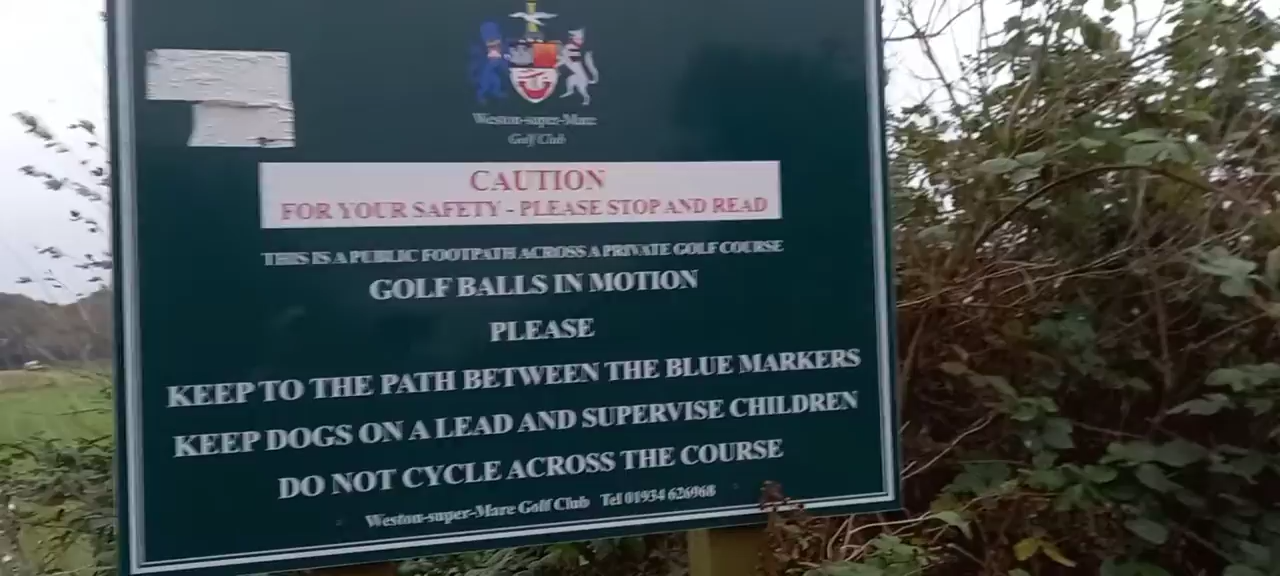 Weston-super-Mare
Golf Club
CAUTION
FOR YOUR SAFETY - PLEASE STOP AND READ
THIS IS A PUBLIC FOOTPATH ACROSS A PRIVATE GOLF COURSE
GOLF BALLS IN MOTION
PLEASE
KEEP TO THE PATH BETWEEN THE BLUE MARKERS
KEEP DOGS ON A LEAD AND SUPERVISE CHILDREN
DO NOT CYCLE ACROSS THE COURSE
Weston-super-Mare Golf Club Tel 01934 626968